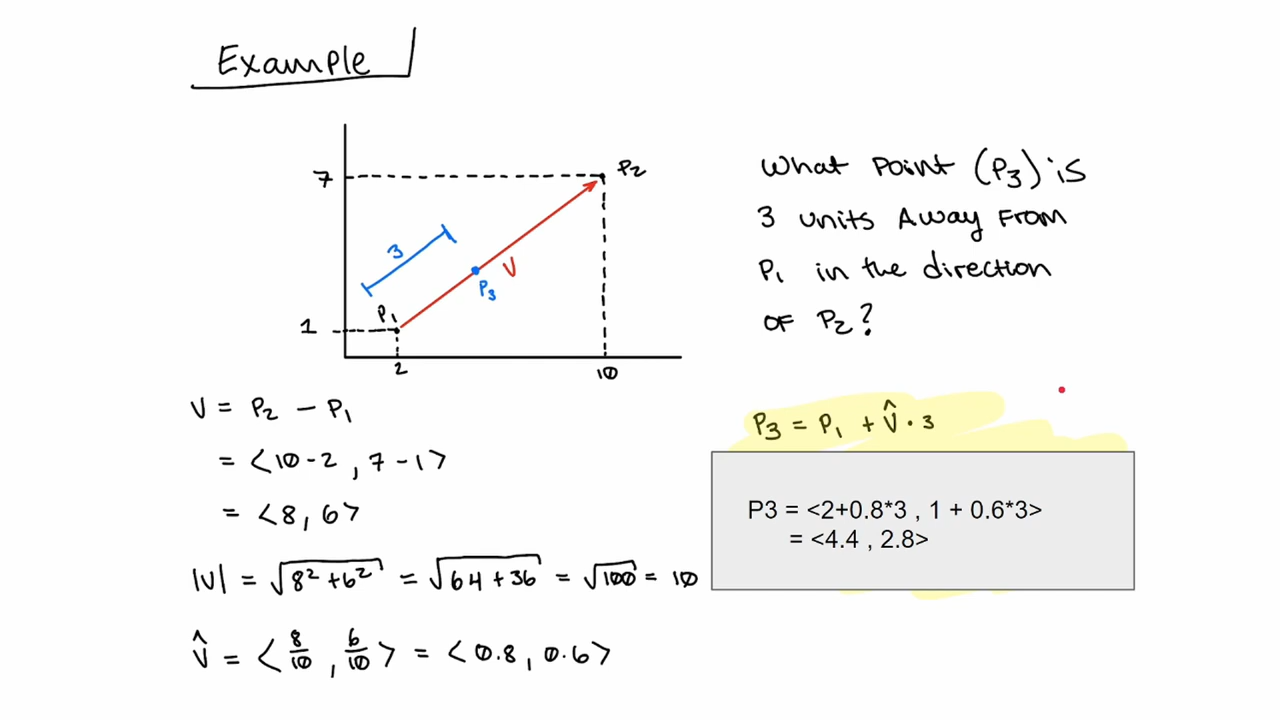 Example
7
P2
3
V
P3
P1
1
2
10
What Point (P3) is
3 units Away From
P1 in the direction
of P2?
V = P2 - P1
= <10-2, 7-1>
= <8, 6>
|V| = √8²+6² = √64+36 = √100 = 10
V̂ = <8/10, 6/10> = <0.8, 0.6>
P3 = P1 + V̂ · 3
P3 = <2+0.8*3 , 1 + 0.6*3>
= <4.4 , 2.8>